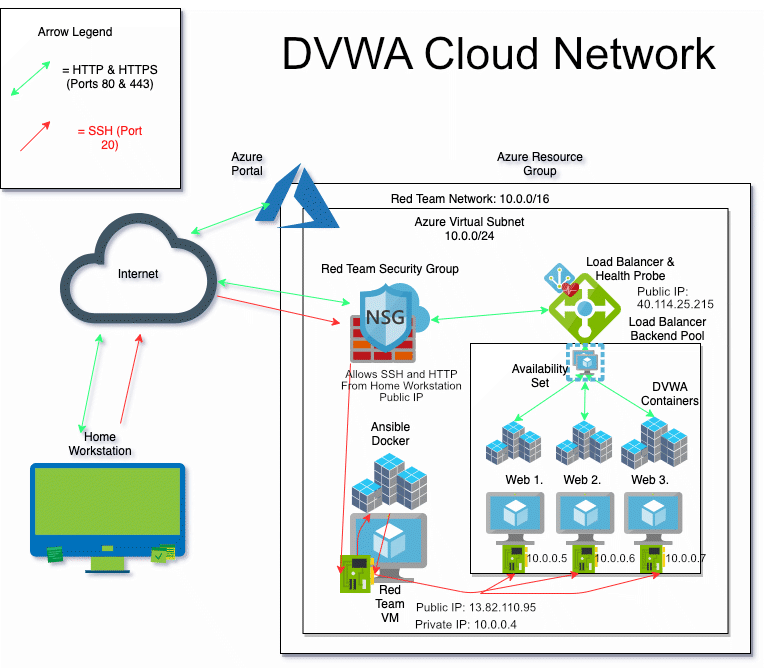 Arrow Legend
= HTTP & HTTPS
(Ports 80 & 443)
= SSH (Port
20)
DVWA Cloud Network
Azure
Portal
Azure Resource
Group
Red Team Network: 10.0.0/16
Azure Virtual Subnet
10.0.0/24
Internet
Red Team Security Group
NSG
Allows SSH and HTTP
From Home Workstation
Public IP
Load Balancer &
Health Probe
Public IP:
40.114.25.215
Load Balancer
Backend Pool
Availability
Set
DVWA
Containers
Home
Workstation
Ansible
Docker
Web 1.
Web 2.
Web 3.
10.0.0.5
10.0.0.6
10.0.0.7
Red
Team
VM
Public IP: 13.82.110.95
Private IP: 10.0.0.4